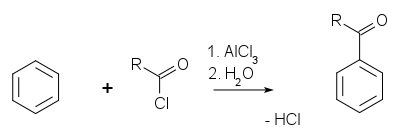 R
O
R
O
Cl
+
1. AlCl₃
2. H₂O
- HCl